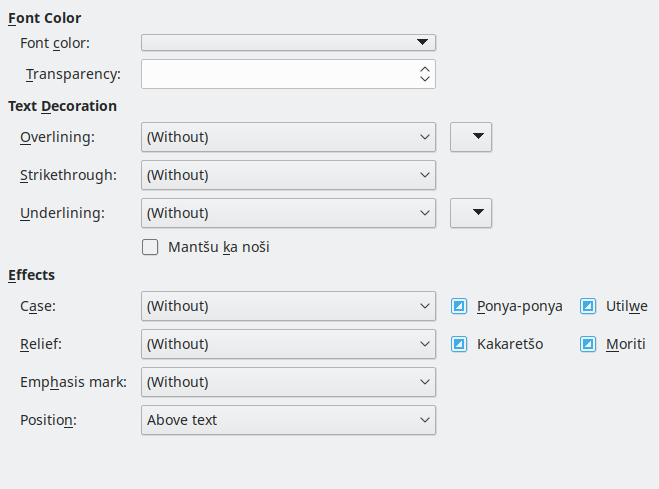 Font Color
Font color:
Transparency:
Text Decoration
Overlining: (Without)
Strikethrough: (Without)
Underlining: (Without)
Mantšu ka noši
Effects
Case: (Without) Ponya-ponya Utilwe
Relief: (Without) Kakaretšo Moriti
Emphasis mark: (Without)
Position: Above text